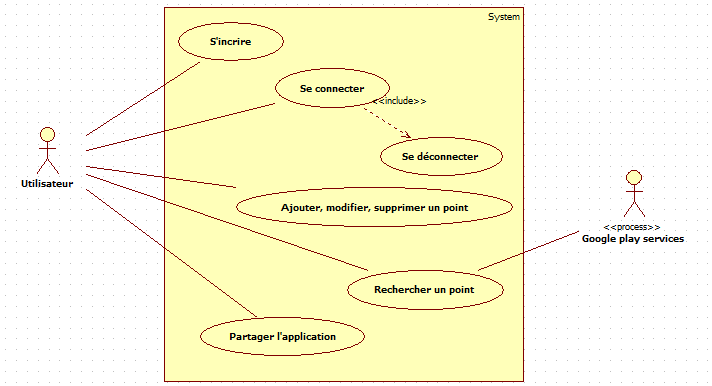 System
S'incrire
Se connecter
<<include>>
Se déconnecter
Utilisateur
Ajouter, modifier, supprimer un point
<<process>>
Google play services
Rechercher un point
Partager l'application